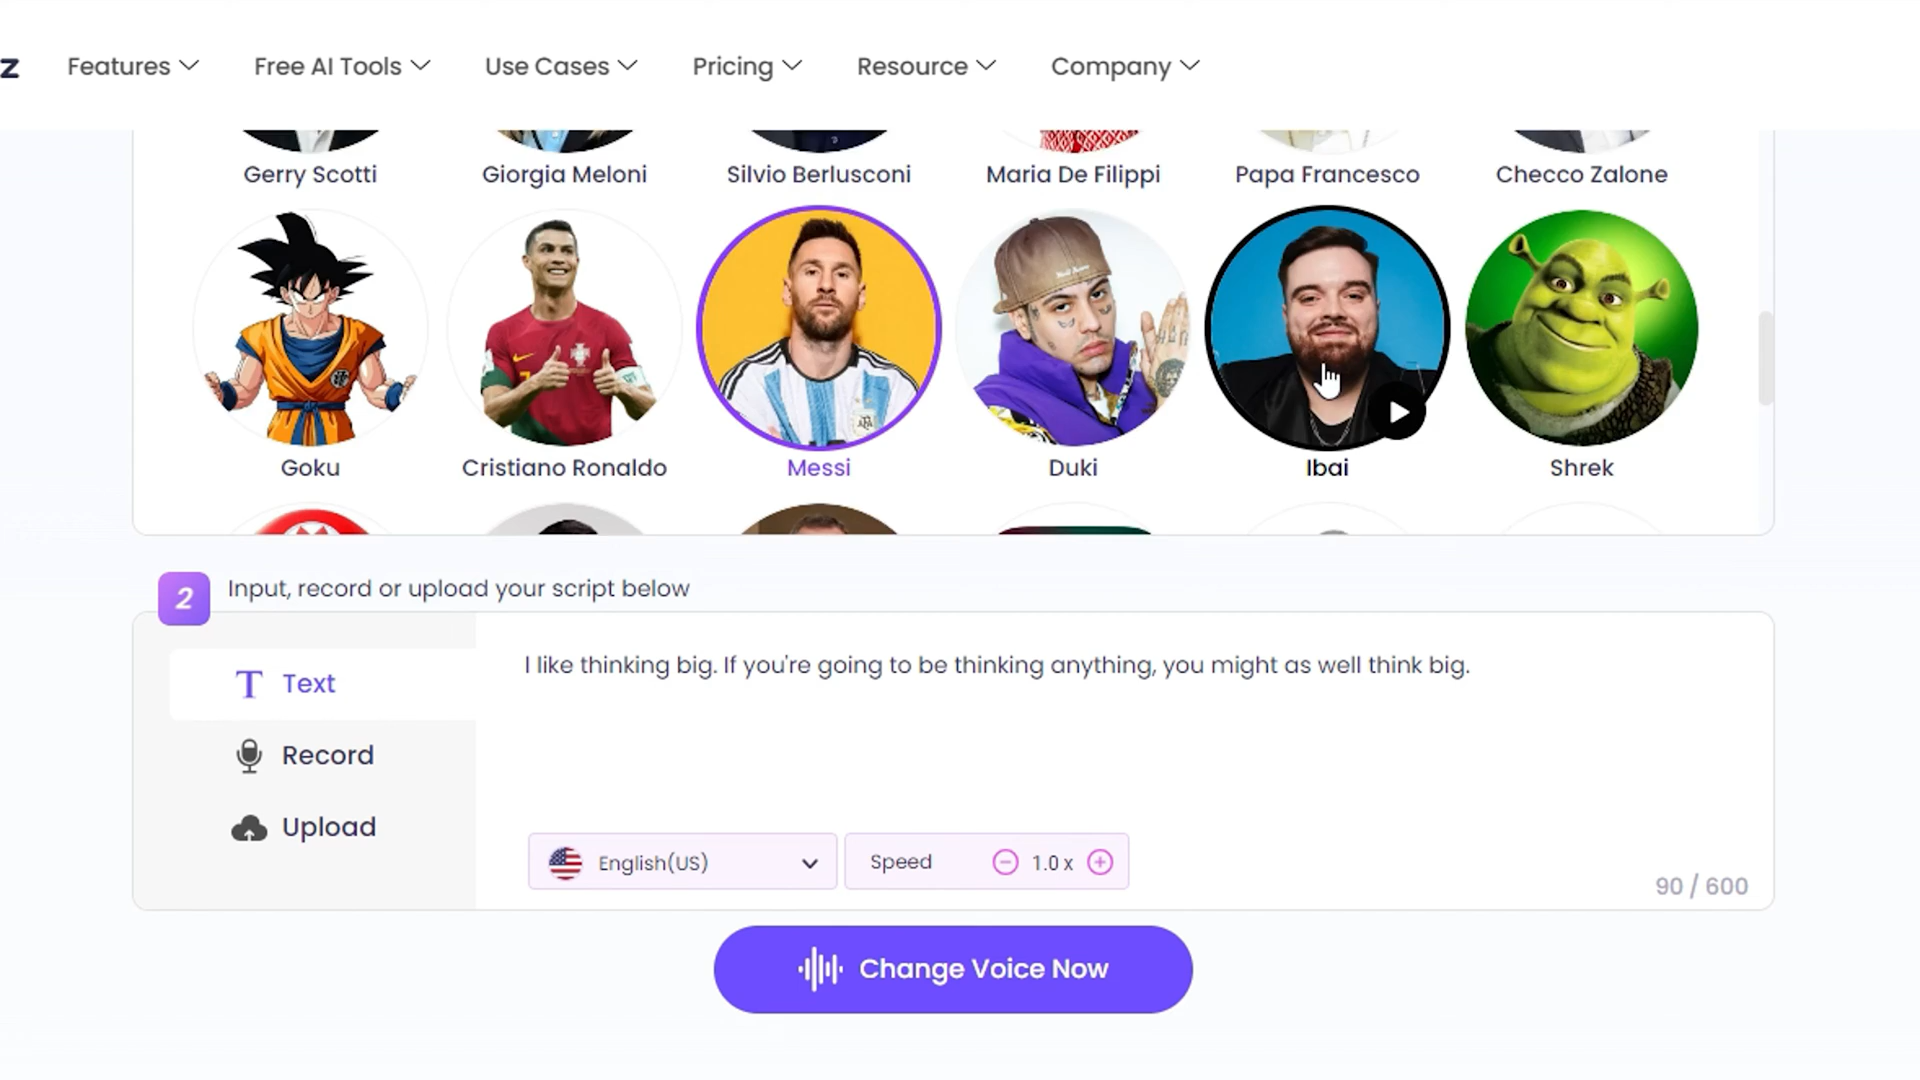 z Features Free AI Tools Use Cases Pricing Resource Company
Gerry Scotti Giorgia Meloni Silvio Berlusconi Maria De Filippi Papa Francesco Checco Zalone
Goku Cristiano Ronaldo Messi Duki Ibai Shrek
2 Input, record or upload your script below
Text
I like thinking big. If you're going to be thinking anything, you might as well think big.
Record
Upload
English(US) Speed 1.0 x
90 / 600
Change Voice Now